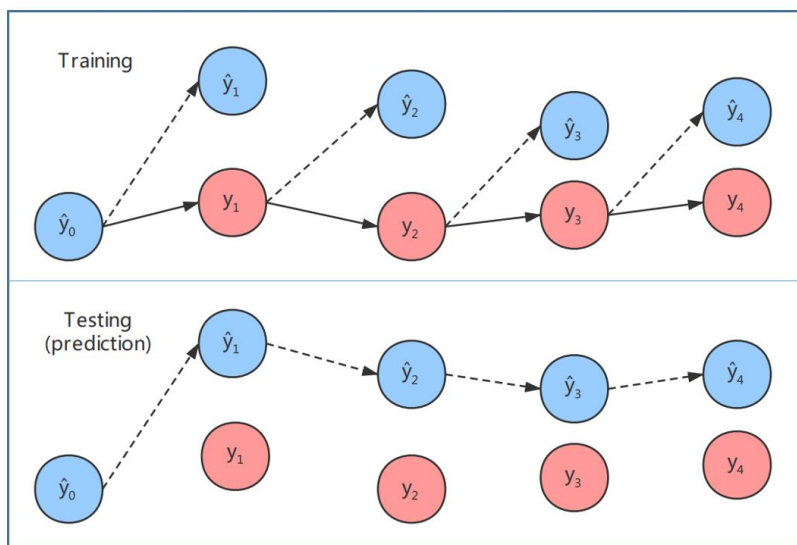 Training
ŷ₁
ŷ₂
ŷ₃
ŷ₄
ŷ₀
y₁
y₂
y₃
y₄
Testing
(prediction)
ŷ₁
ŷ₂
ŷ₃
ŷ₄
ŷ₀
y₁
y₂
y₃
y₄